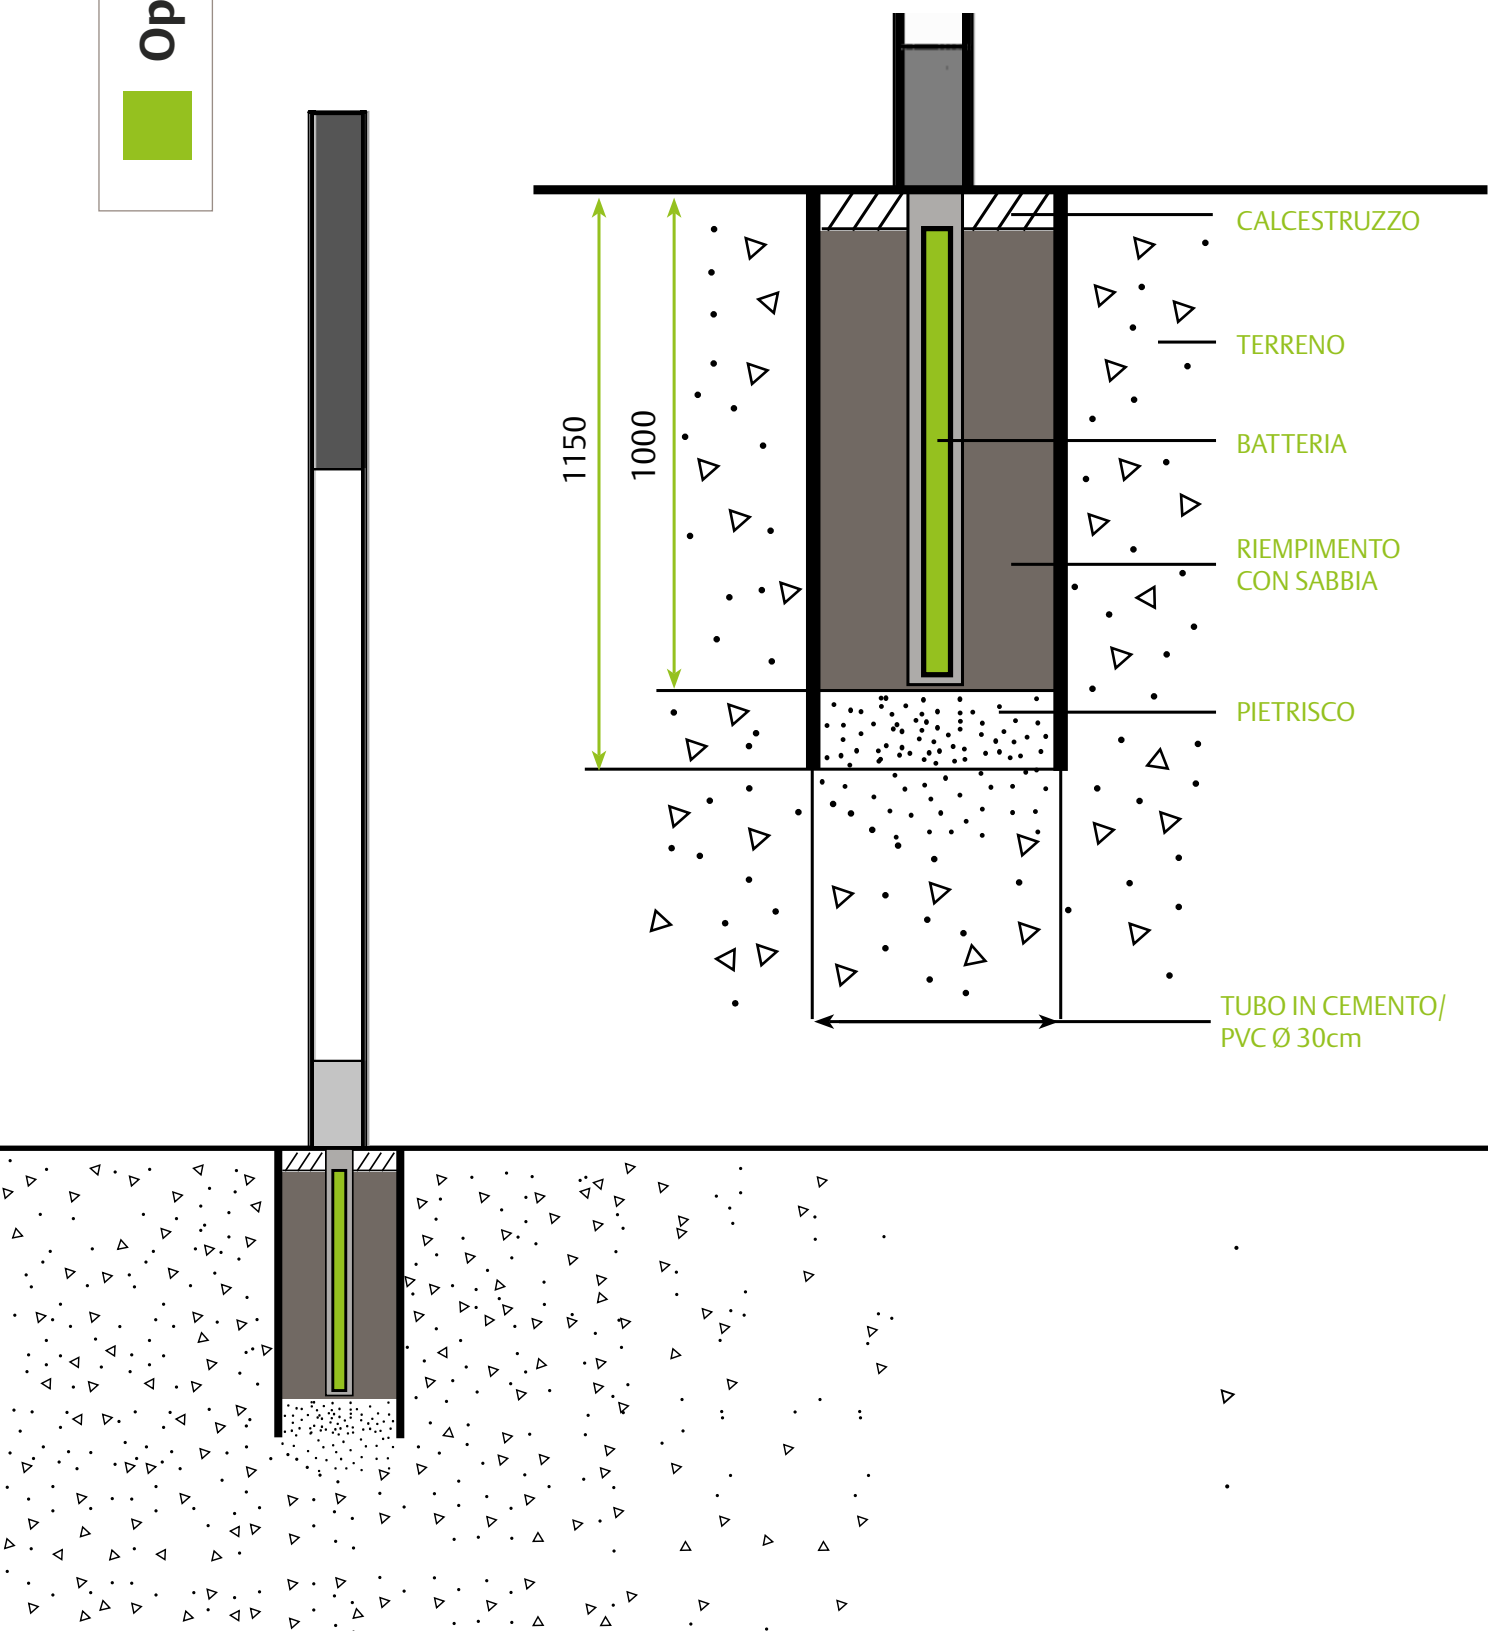 Op
CALCESTRUZZO
TERRENO
1150
1000
BATTERIA
RIEMPIMENTO
CON SABBIA
PIETRISCO
TUBO IN CEMENTO/
PVC Ø 30cm